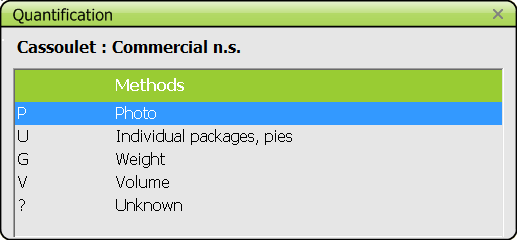 Quantification
Cassoulet : Commercial n.s.
Methods
P Photo
U Individual packages, pies
G Weight
V Volume
? Unknown